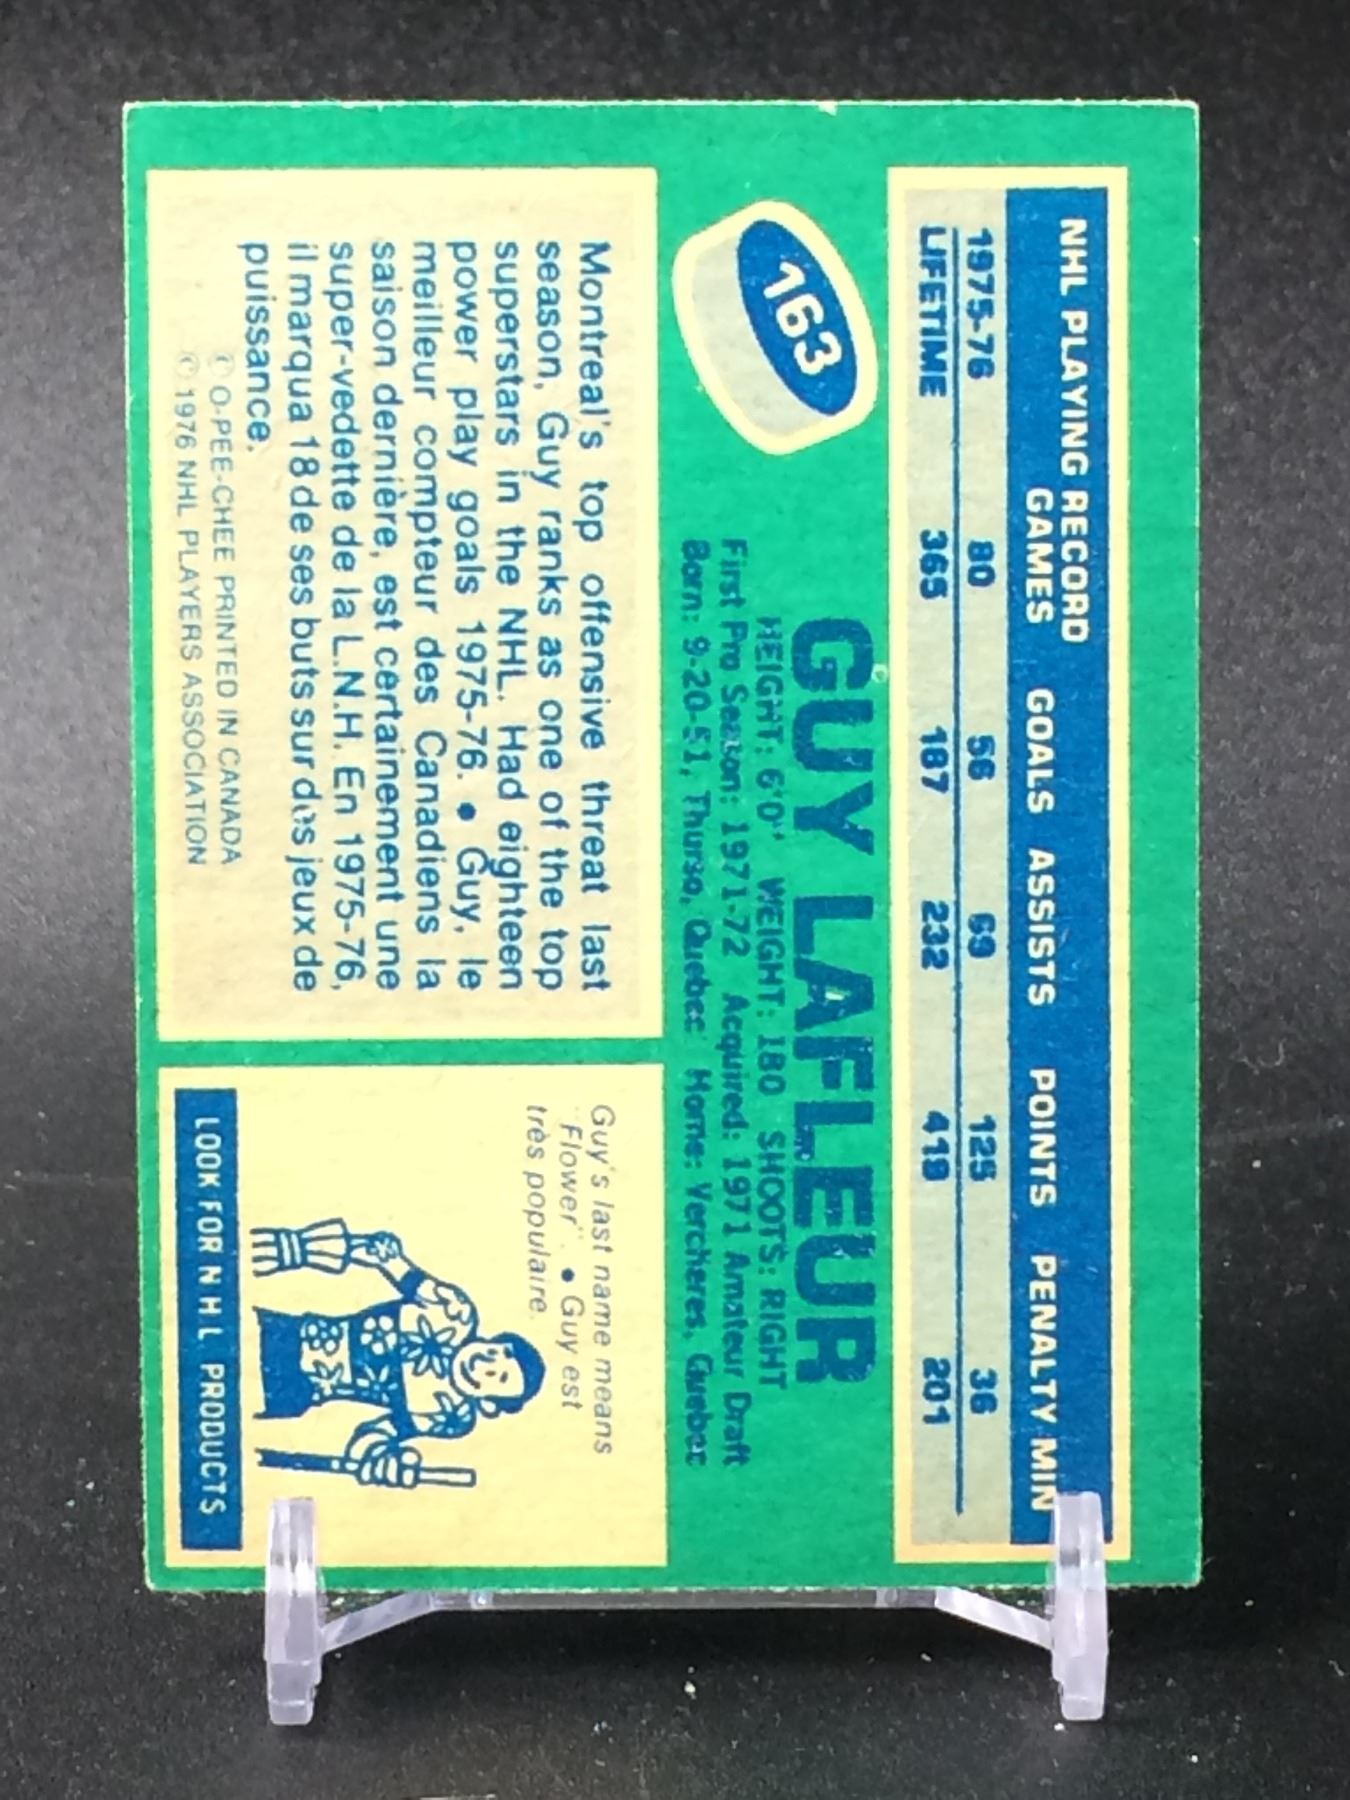 NHL PLAYING RECORD
GAMES GOALS ASSISTS POINTS PENALTY MIN
1975-76 80 56 69 125 36
LIFETIME 365 187 232 419 201
163
GUY LAFLEUR
HEIGHT: 6'0" WEIGHT: 180 SHOOTS: RIGHT
First Pro Season: 1971-72 Acquired: 1971 Amateur Draft
Born: 9-20-51, Thurso, Quebec Home: Vercheres, Quebec
Montreal's top offensive threat last
season, Guy ranks as one of the top
superstars in the NHL. Had eighteen
power play goals 1975-76. • Guy, le
meilleur compteur des Canadiens la
saison dernière, est certainement une
super-vedette de la L.N.H. En 1975-76,
il marqua 18 de ses buts sur des jeux de
puissance.
© O-PEE-CHEE PRINTED IN CANADA
© 1976 NHL PLAYERS ASSOCIATION
Guy's last name means
"Flower". • Guy est
très populaire.
LOOK FOR N H L PRODUCTS